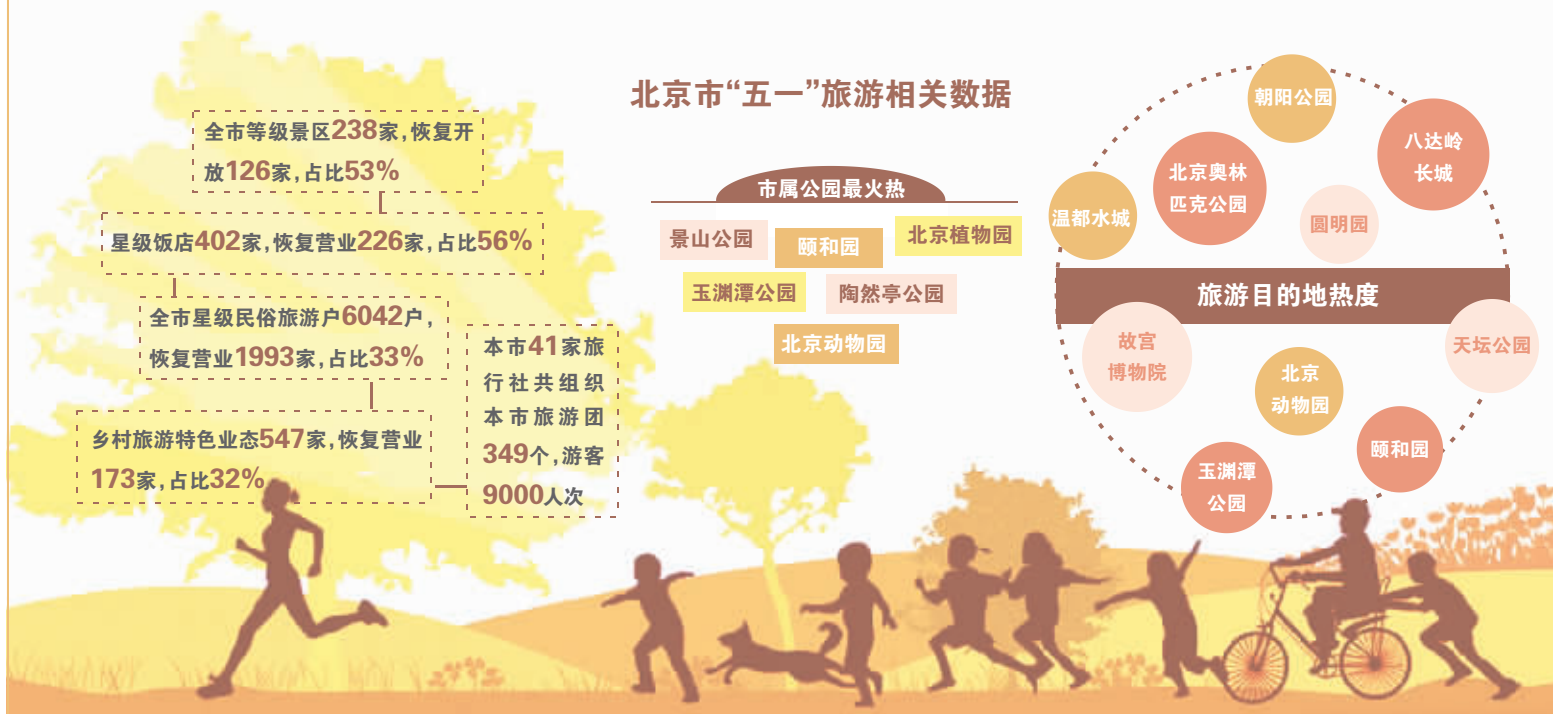 北京市“五一”旅游相关数据
全市等级景区238家,恢复开
放126家,占比53%
星级饭店402家,恢复营业226家,占比56%
全市星级民俗旅游户6042户,
恢复营业1993家,占比33%
乡村旅游特色业态547家,恢复营业
173家,占比32%
本市41家旅
行社共组织
本市旅游团
349个,游客
9000人次
市属公园最火热
景山公园
颐和园
北京植物园
玉渊潭公园
陶然亭公园
北京动物园
朝阳公园
八达岭
长城
北京奥林
匹克公园
温都水城
圆明园
旅游目的地热度
故宫
博物院
天坛公园
北京
动物园
颐和园
玉渊潭
公园